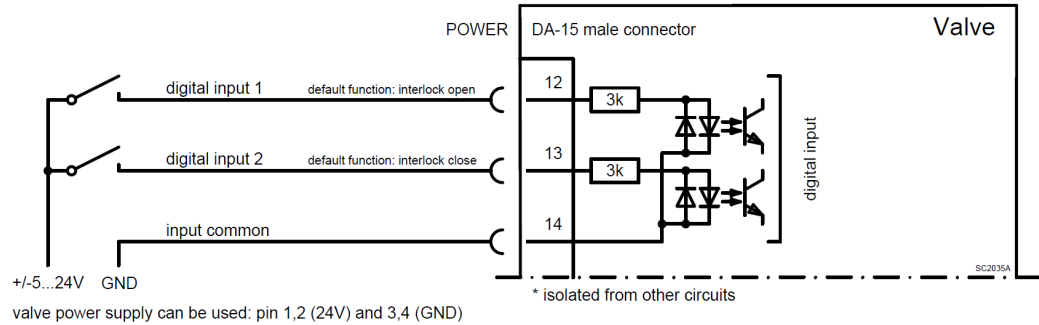 POWER
DA-15 male connector
Valve
digital input 1
default function: interlock open
12
3k
digital input 2
default function: interlock close
13
3k
digital input
input common
14
+/-5...24V
GND
SC2035A
* isolated from other circuits
valve power supply can be used: pin 1,2 (24V) and 3,4 (GND)